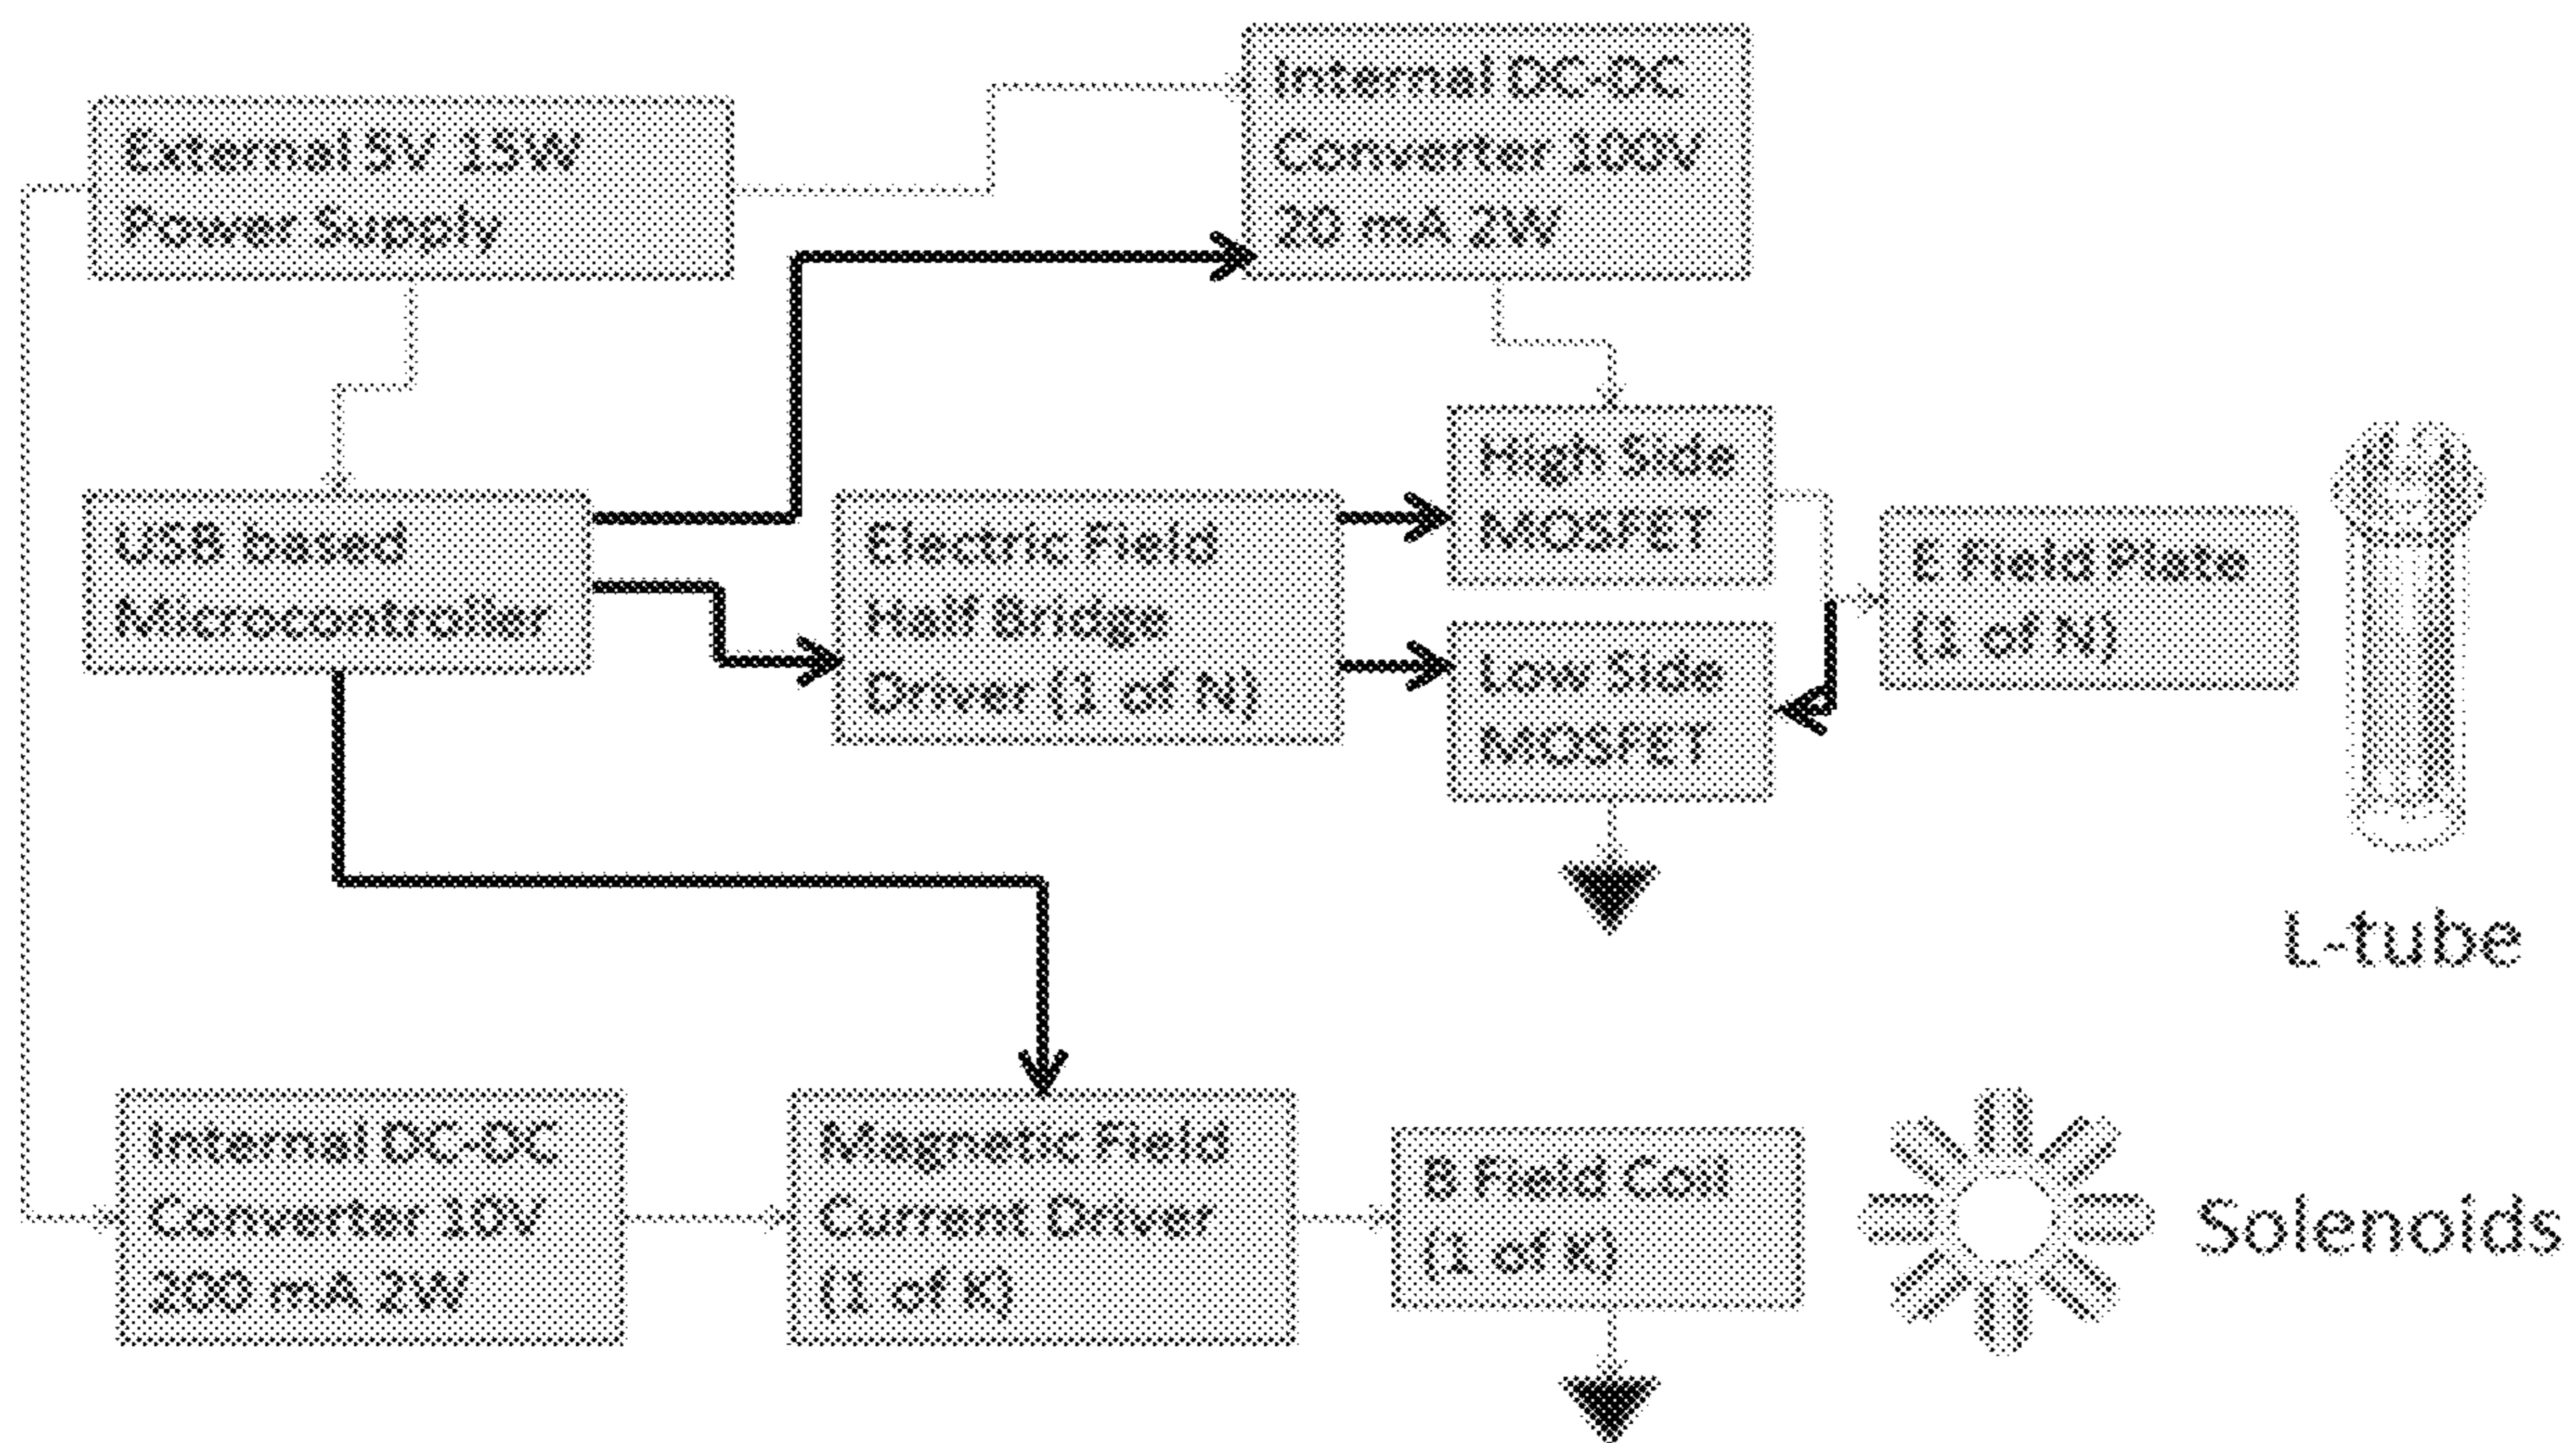 Internal DC-DC
Converter 100V
20 mA 2W
External 5V 15W
Power Supply
High Side
MOSFET
USB based
Microcontroller
Electric Field
Half Bridge
Driver (1 of N)
E Field Plate
(1 of N)
Low Side
MOSFET
L-tube
Internal DC-DC
Converter 10V
200 mA 2W
Magnetic Field
Current Driver
(1 of K)
B Field Coil
(1 of K)
Solenoids